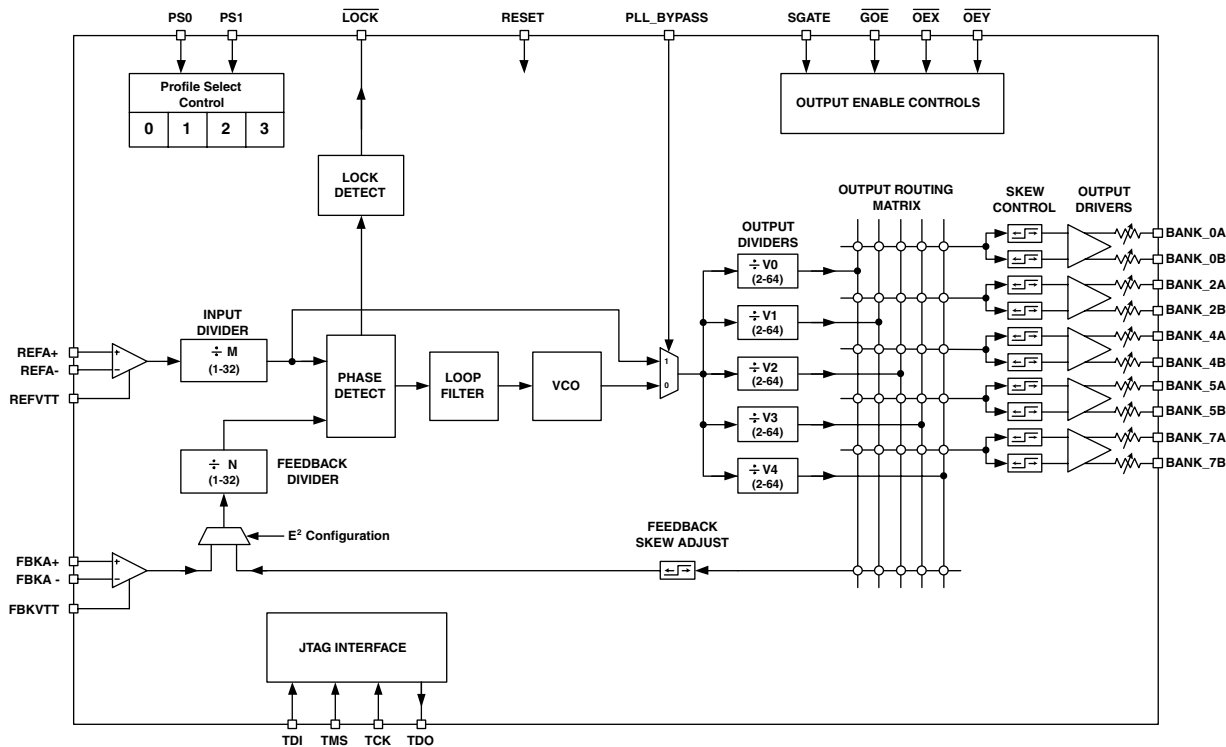 PS0 PS1 LOCK RESET PLL_BYPASS SGATE GOE OEX OEY
Profile Select
Control
0 1 2 3
OUTPUT ENABLE CONTROLS
LOCK
DETECT
OUTPUT ROUTING
MATRIX
SKEW
CONTROL
OUTPUT
DRIVERS
OUTPUT
DIVIDERS
÷ V0
(2-64)
÷ V1
(2-64)
÷ V2
(2-64)
÷ V3
(2-64)
÷ V4
(2-64)
BANK_0A
BANK_0B
BANK_2A
BANK_2B
BANK_4A
BANK_4B
BANK_5A
BANK_5B
BANK_7A
BANK_7B
INPUT
DIVIDER
÷ M
(1-32)
REFA+
REFA-
REFVTT
+
−
PHASE
DETECT
LOOP
FILTER
VCO
1
0
÷ N
(1-32)
FEEDBACK
DIVIDER
E² Configuration
FEEDBACK
SKEW ADJUST
FBKA+
FBKA -
FBKVTT
+
−
JTAG INTERFACE
TDI TMS TCK TDO